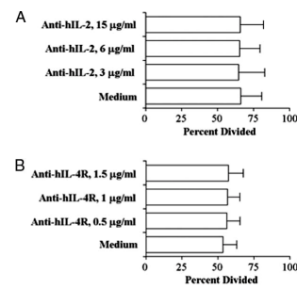 A
Anti-hIL-2, 15 μg/ml
Anti-hIL-2, 6 μg/ml
Anti-hIL-2, 3 μg/ml
Medium
0 25 50 75 100
Percent Divided
B
Anti-hIL-4R, 1.5 μg/ml
Anti-hIL-4R, 1 μg/ml
Anti-hIL-4R, 0.5 μg/ml
Medium
0 25 50 75 100
Percent Divided